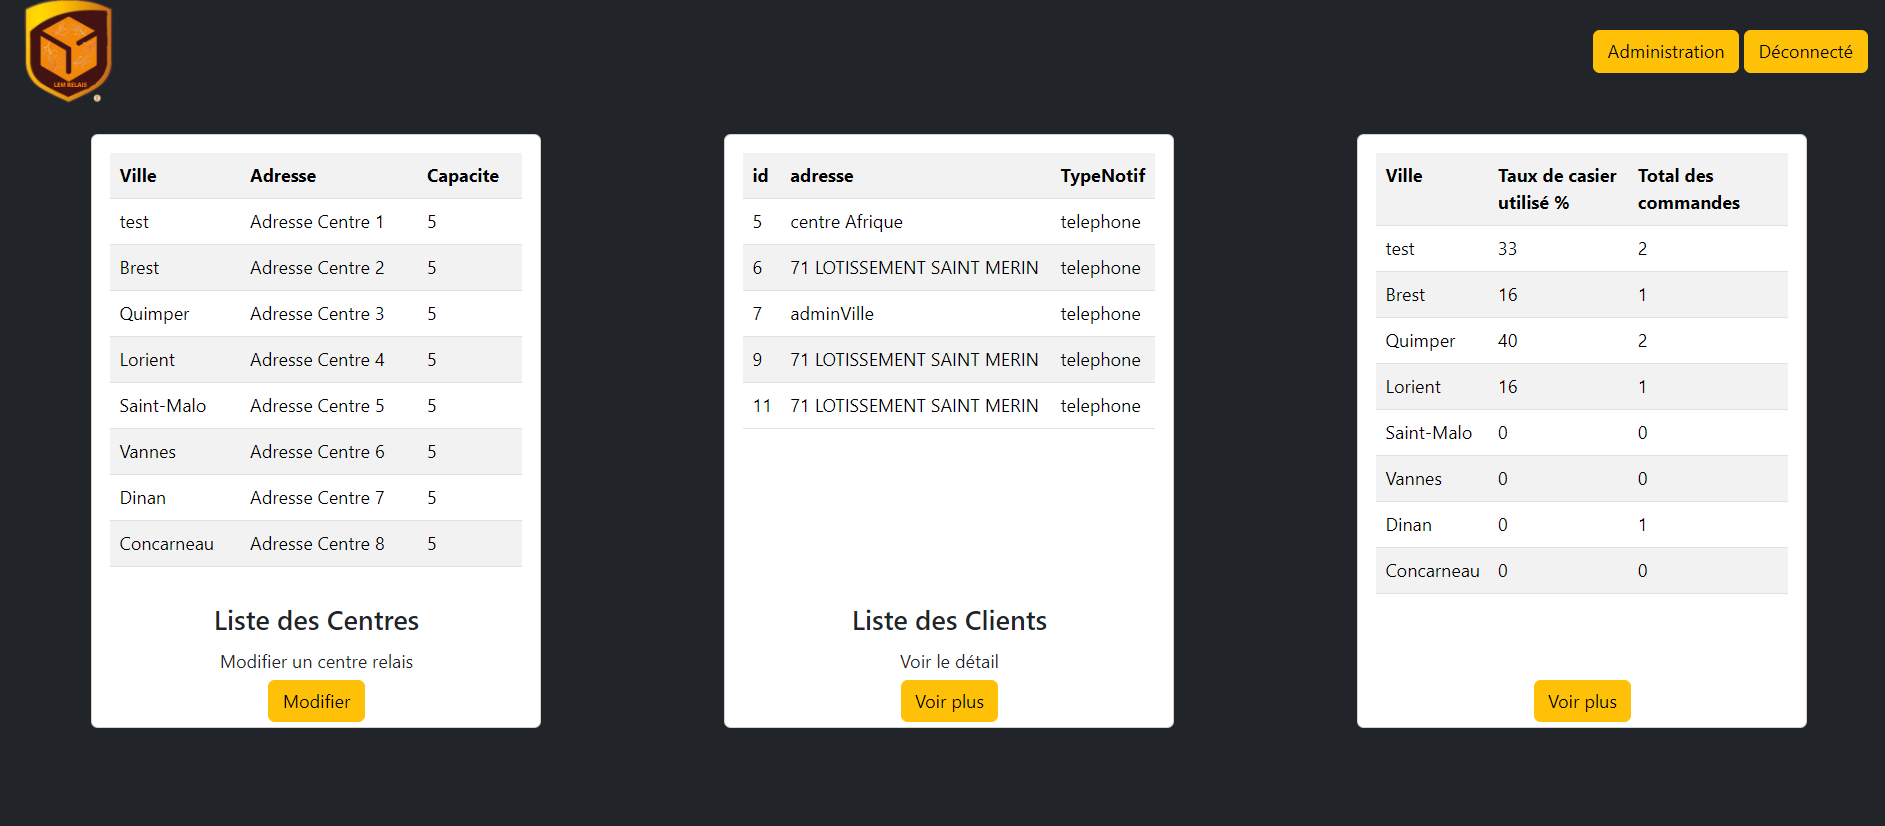 LEM RELAIS
Administration Déconnecté
Ville Adresse Capacite
test Adresse Centre 1 5
Brest Adresse Centre 2 5
Quimper Adresse Centre 3 5
Lorient Adresse Centre 4 5
Saint-Malo Adresse Centre 5 5
Vannes Adresse Centre 6 5
Dinan Adresse Centre 7 5
Concarneau Adresse Centre 8 5
Liste des Centres
Modifier un centre relais
Modifier
id adresse TypeNotif
5 centre Afrique telephone
6 71 LOTISSEMENT SAINT MERIN telephone
7 adminVille telephone
9 71 LOTISSEMENT SAINT MERIN telephone
11 71 LOTISSEMENT SAINT MERIN telephone
Liste des Clients
Voir le détail
Voir plus
Ville Taux de casier Total des
utilisé % commandes
test 33 2
Brest 16 1
Quimper 40 2
Lorient 16 1
Saint-Malo 0 0
Vannes 0 0
Dinan 0 1
Concarneau 0 0
Voir plus